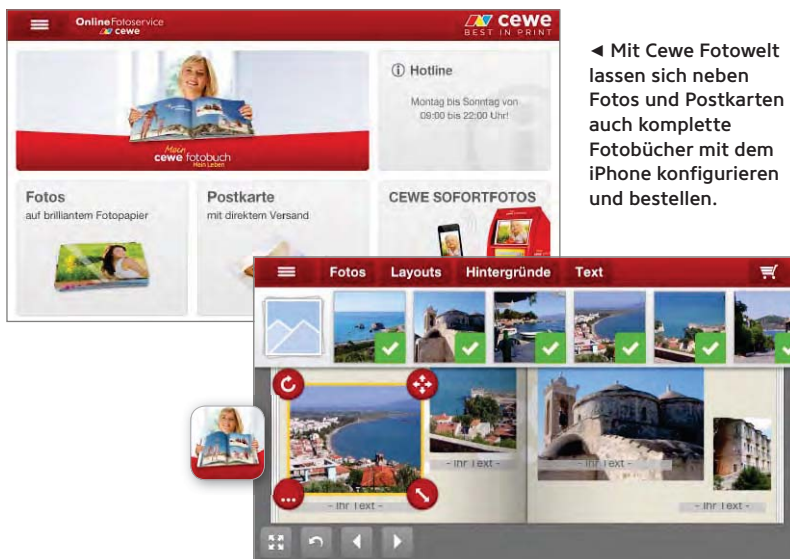 OnlineFotoservice
cewe
cewe
BEST IN PRINT
Mein
cewe fotobuch
Mein Leben
Hotline
Montag bis Sonntag von
09:00 bis 22:00 Uhr!
Fotos
auf brilliantem Fotopapier
Postkarte
mit direktem Versand
CEWE SOFORTFOTOS
◄ Mit Cewe Fotowelt
lassen sich neben
Fotos und Postkarten
auch komplette
Fotobücher mit dem
iPhone konfigurieren
und bestellen.
Fotos Layouts Hintergründe Text
- Ihr Text -
- Ihr Text -
- Ihr Text -
- Ihr Text -